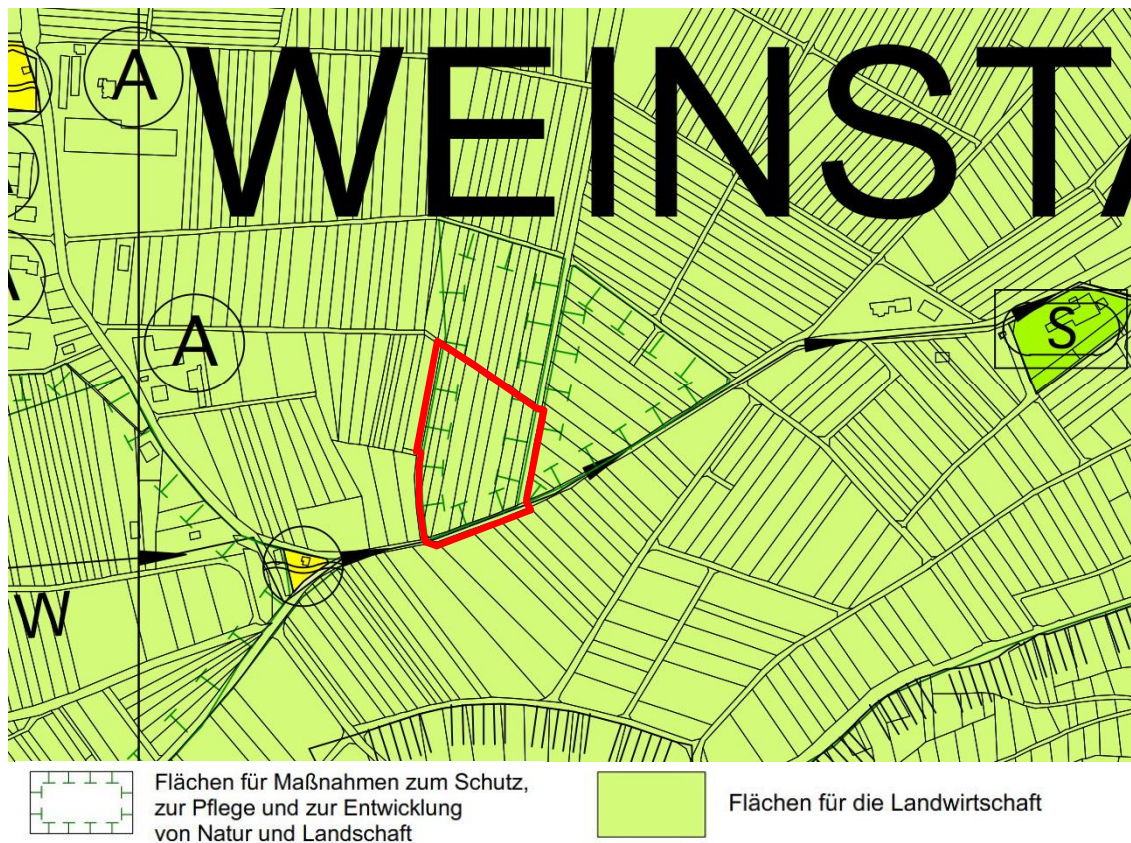 A
WEINSTA
A
S
W
Flächen für Maßnahmen zum Schutz,
zur Pflege und zur Entwicklung
von Natur und Landschaft
Flächen für die Landwirtschaft